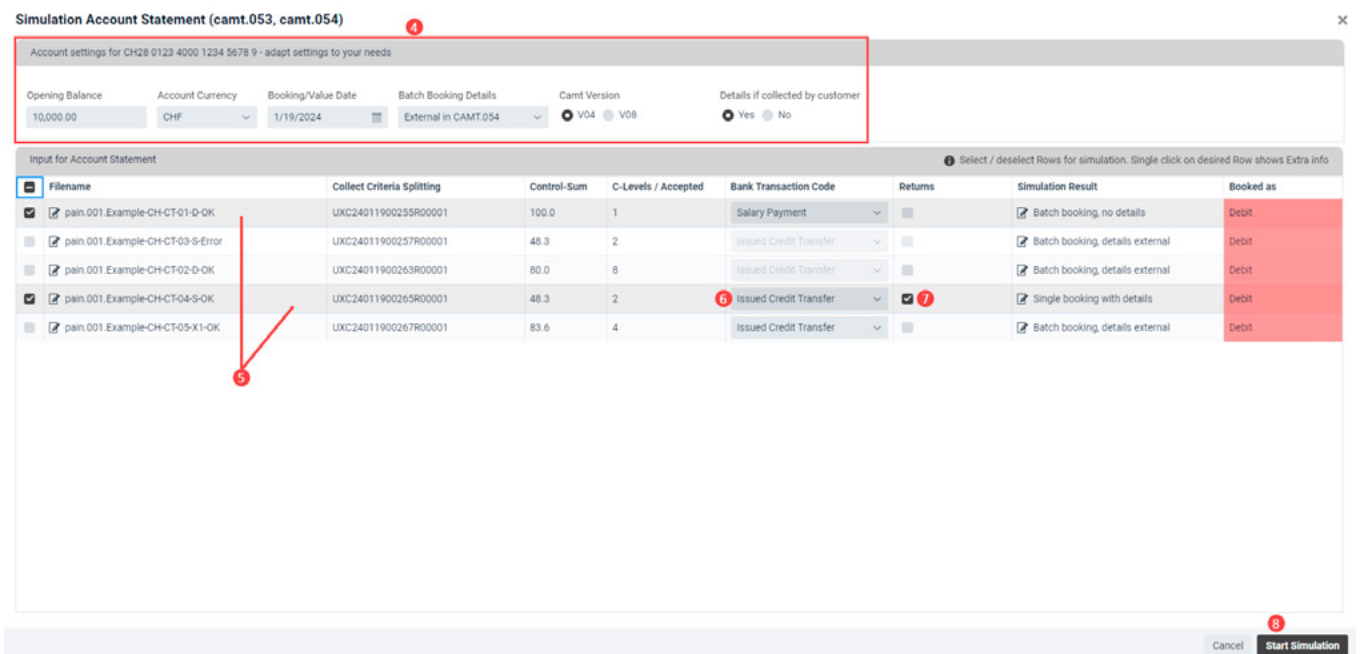 Simulation Account Statement (camt.053, camt.054)
4
Account settings for CH28 0123 4000 1234 5678 9 - adapt settings to your needs
Opening Balance Account Currency Booking/Value Date Batch Booking Details Camt Version Details if collected by customer
10,000.00 CHF 1/19/2024 External in CAMT.054 V04 V08 Yes No
Input for Account Statement Select / deselect Rows for simulation. Single click on desired Row shows Extra info
Filename Collect Criteria Splitting Control-Sum C-Levels / Accepted Bank Transaction Code Returns Simulation Result Booked as
pain.001.Example-CH-CT-01-D-OK UXC24011900255R00001 100.0 1 Salary Payment Batch booking, no details Debit
pain.001.Example-CH-CT-03-S-Error UXC24011900257R00001 48.3 2 Issued Credit Transfer Batch booking, details external Debit
pain.001.Example-CH-CT-02-D-OK UXC24011900263R00001 80.0 8 Issued Credit Transfer Batch booking, details external Debit
pain.001.Example-CH-CT-04-S-OK UXC24011900265R00001 48.3 2 6 Issued Credit Transfer 7 Single booking with details Debit
pain.001.Example-CH-CT-05-X1-OK UXC24011900267R00001 83.6 4 Issued Credit Transfer Batch booking, details external Debit
5
8
Cancel Start Simulation